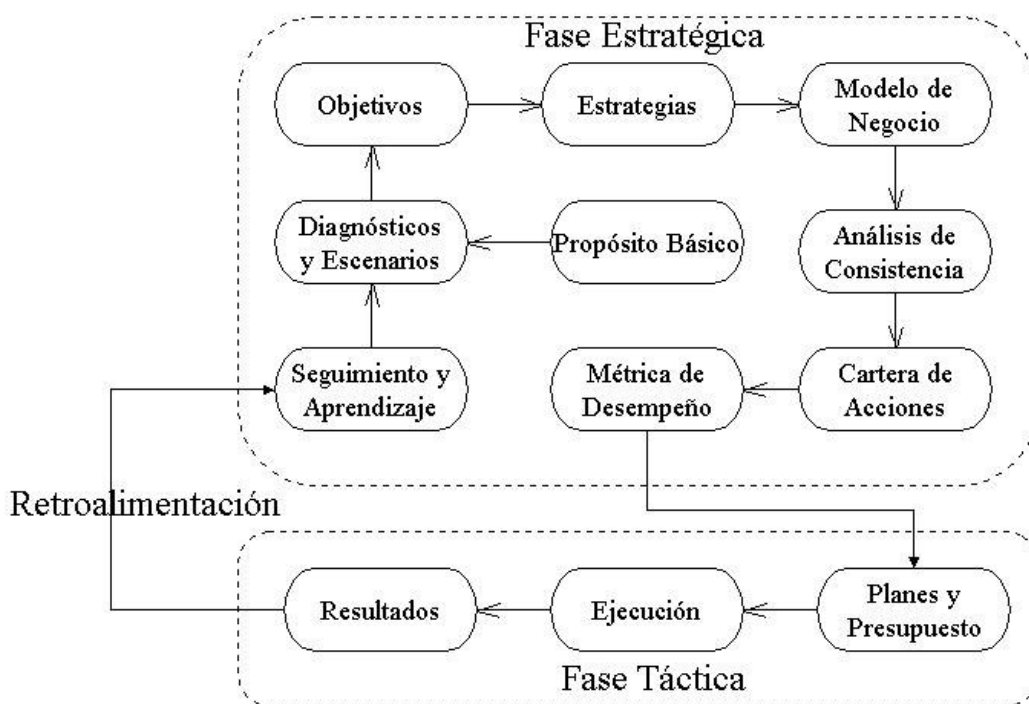 Fase Estratégica
Objetivos
Estrategias
Modelo de
Negocio
Diagnósticos
y Escenarios
Propósito Básico
Análisis de
Consistencia
Seguimiento y
Aprendizaje
Métrica de
Desempeño
Cartera de
Acciones
Retroalimentación
Resultados
Ejecución
Planes y
Presupuesto
Fase Táctica